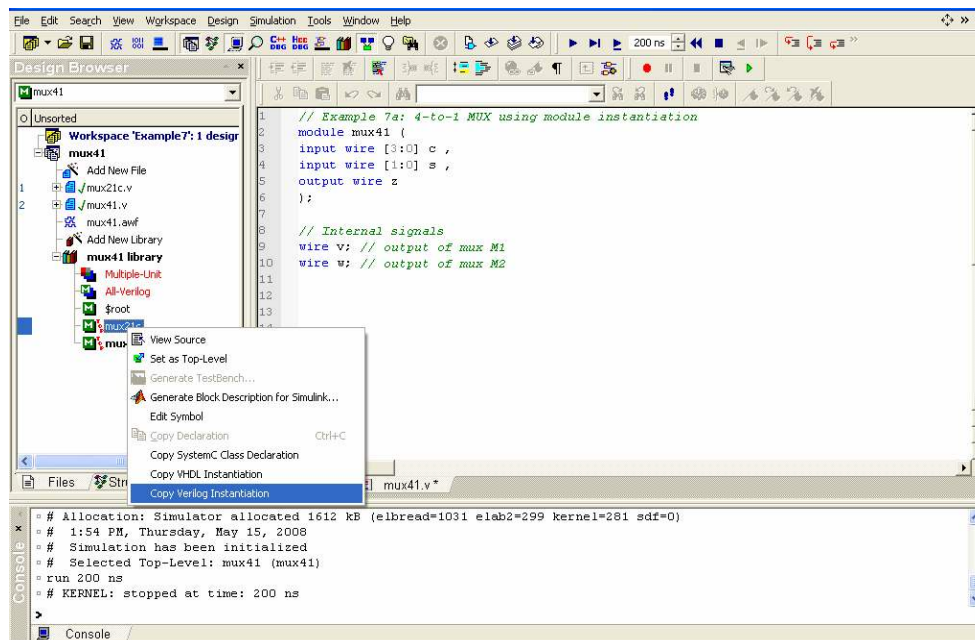 File Edit Search View Workspace Design Simulation Tools Window Help
200 ns
Design Browser
mux41
Unsorted
Workspace 'Example7': 1 desigr
mux41
Add New File
1 mux21c.v
2 mux41.v
mux41.awf
Add New Library
mux41 library
Multiple-Unit
All-Verilog
$root
mux21c
mux
View Source
Set as Top-Level
Generate TestBench...
Generate Block Description for Simulink...
Edit Symbol
Copy Declaration Ctrl+C
Copy SystemC Class Declaration
Copy VHDL Instantiation
Copy Verilog Instantiation
Files Stru
1 // Example 7a: 4-to-1 MUX using module instantiation
2 module mux41 (
3 input wire [3:0] c ,
4 input wire [1:0] s ,
5 output wire z
6 );
7
8 // Internal signals
9 wire v; // output of mux M1
10 wire w; // output of mux M2
11
12
13
mux41.v *
# Allocation: Simulator allocated 1612 kB (elbread=1031 elab2=299 kernel=281 sdf=0)
# 1:54 PM, Thursday, May 15, 2008
# Simulation has been initialized
# Selected Top-Level: mux41 (mux41)
run 200 ns
# KERNEL: stopped at time: 200 ns
>
Console
Console